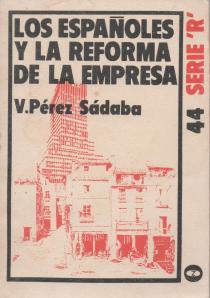 LOS ESPAÑOLES
Y LA REFORMA
DE LA EMPRESA
V.Pérez Sádaba
44 SERIE 'R'